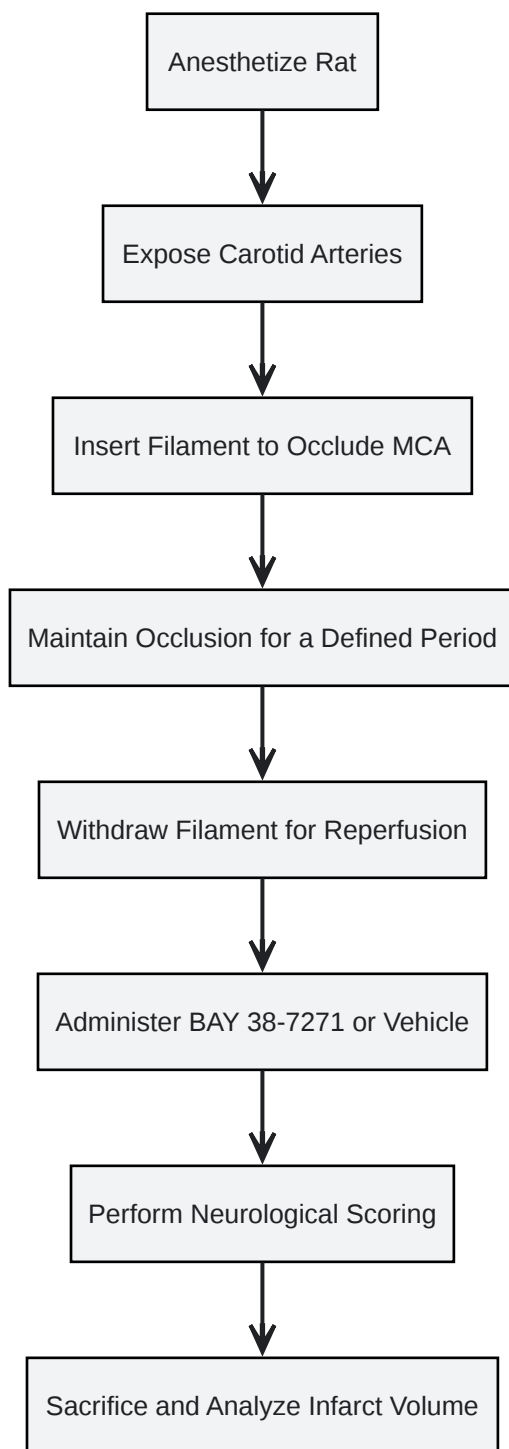 Anesthetize Rat
Expose Carotid Arteries
Insert Filament to Occlude MCA
Maintain Occlusion for a Defined Period
Withdraw Filament for Reperfusion
Administer BAY 38-7271 or Vehicle
Perform Neurological Scoring
Sacrifice and Analyze Infarct Volume